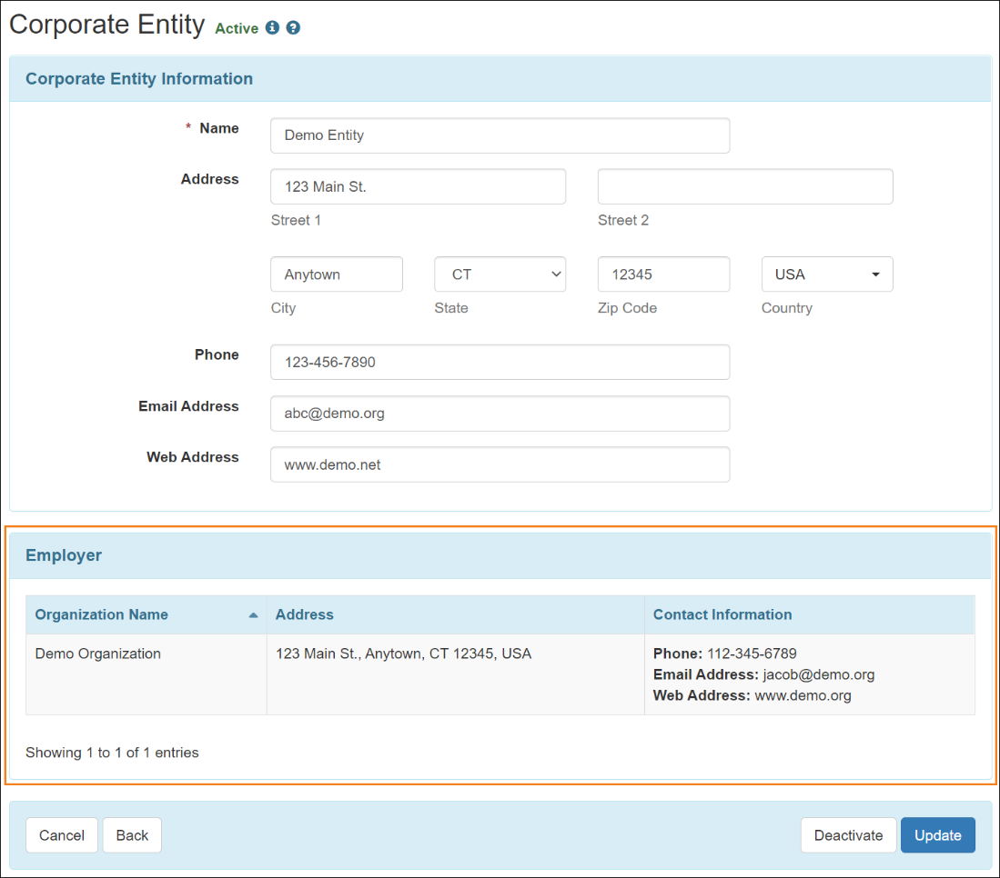 Corporate Entity Active
Corporate Entity Information
* Name
Demo Entity
Address
123 Main St.
Street 1
Street 2
Anytown
CT
12345
USA
City
State
Zip Code
Country
Phone
123-456-7890
Email Address
abc@demo.org
Web Address
www.demo.net
Employer
Organization Name
Address
Contact Information
Demo Organization
123 Main St., Anytown, CT 12345, USA
Phone: 112-345-6789
Email Address: jacob@demo.org
Web Address: www.demo.org
Showing 1 to 1 of 1 entries
Cancel
Back
Deactivate
Update